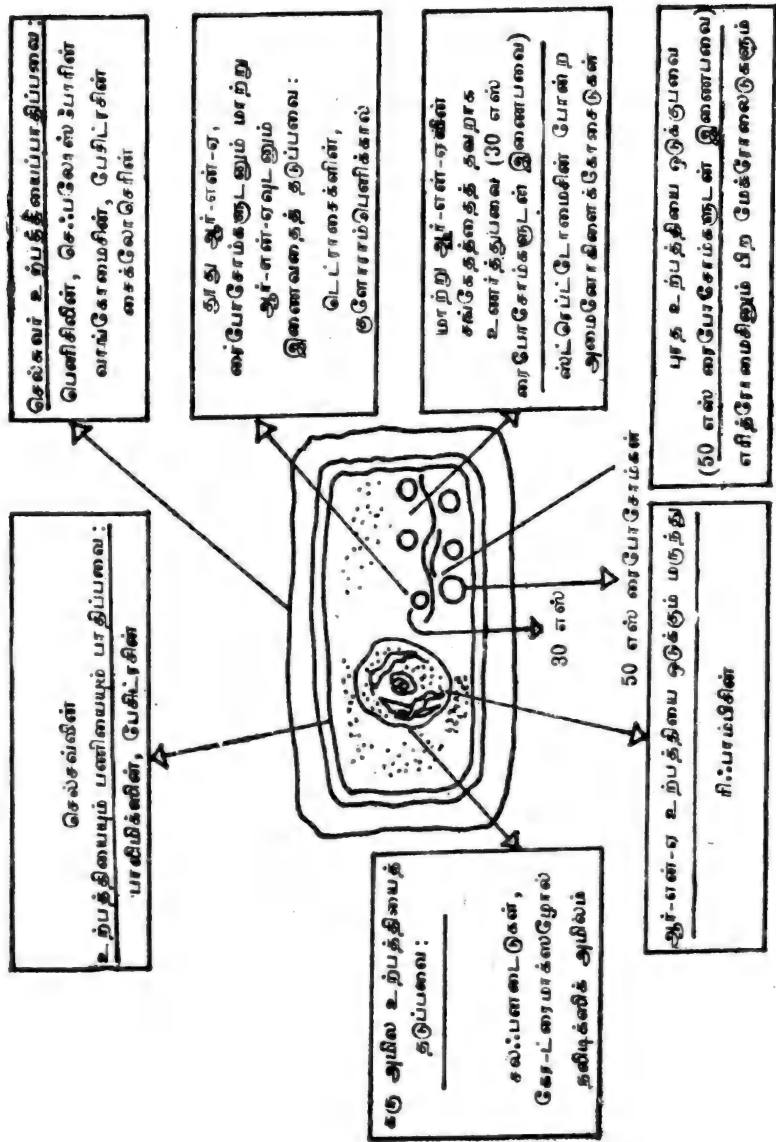 செல்சுவர் உற்பத்தியைப்பாதிப்பவை:
பெனிசிலின், செஃபலோஸ்போரின்
வாங்கோமைசின், பேசிட்ரசின்
சைக்லோசெரின்
தூது ஆர்-என்-ஏ,
ரைபோசோம்களுடனும் மாற்று
ஆர்-என்-ஏவுடனும்
இணைவதைத் தடுப்பவை:
டெட்ராசைக்ளின்,
குளோராம்பெனிக்கால்
மாற்று ஆர்-என்-ஏவின்
சங்கேதத்தைத் தவறாக
உணர்த்துபவை (30 எஸ்
ரைபோசோம்களுடன் இணைபவை)
ஸ்ட்ரெப்ட்டோமைசின் போன்ற
அமைனோகிளைக்கோசைடுகள்
புரத உற்பத்தியை ஒடுக்குபவை
(50 எஸ் ரைபோசோம்களுடன் இணைபவை)
எரித்ரோமைசினும் பிற மேக்ரோலைடுகளும்
செல்சவ்வின்
உற்பத்தியையும் பணியையும் பாதிப்பவை:
பாலிமிக்ஸின், பேசிட்ரசின்
30 எஸ்
50 எஸ் ரைபோசோம்கள்
கரு அமில உற்பத்தியைத்
தடுப்பவை:
சல்ஃபனடைடுகள்,
கோ-ட்ரைமாக்ஸழோல்
நலிடிக்ஸிக் அமிலம்
ஆர்-என்-ஏ உற்பத்தியை ஒடுக்கும் மருந்து
ரிஃபாம்பிசின்